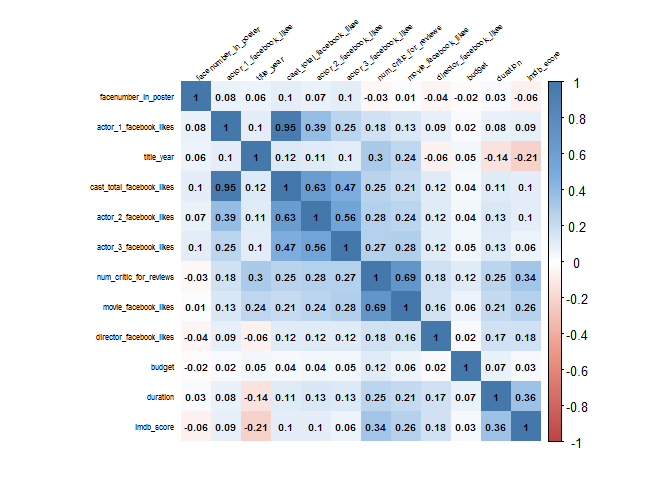 facenumber_in_poster
actor_1_facebook_likes
title_year
cast_total_facebook_likes
actor_2_facebook_likes
actor_3_facebook_likes
num_critic_for_reviews
movie_facebook_likes
director_facebook_likes
budget
duration
imdb_score
facenumber_in_poster 1 0.08 0.06 0.1 0.07 0.1 -0.03 0.01 -0.04 -0.02 0.03 -0.06
actor_1_facebook_likes 0.08 1 0.1 0.95 0.39 0.25 0.18 0.13 0.09 0.02 0.08 0.09
title_year 0.06 0.1 1 0.12 0.11 0.1 0.3 0.24 -0.06 0.05 -0.14 -0.21
cast_total_facebook_likes 0.1 0.95 0.12 1 0.63 0.47 0.25 0.21 0.12 0.04 0.11 0.1
actor_2_facebook_likes 0.07 0.39 0.11 0.63 1 0.56 0.28 0.24 0.12 0.04 0.13 0.1
actor_3_facebook_likes 0.1 0.25 0.1 0.47 0.56 1 0.27 0.28 0.12 0.05 0.13 0.06
num_critic_for_reviews -0.03 0.18 0.3 0.25 0.28 0.27 1 0.69 0.18 0.12 0.25 0.34
movie_facebook_likes 0.01 0.13 0.24 0.21 0.24 0.28 0.69 1 0.16 0.06 0.21 0.26
director_facebook_likes -0.04 0.09 -0.06 0.12 0.12 0.12 0.18 0.16 1 0.02 0.17 0.18
budget -0.02 0.02 0.05 0.04 0.04 0.05 0.12 0.06 0.02 1 0.07 0.03
duration 0.03 0.08 -0.14 0.11 0.13 0.13 0.25 0.21 0.17 0.07 1 0.36
imdb_score -0.06 0.09 -0.21 0.1 0.1 0.06 0.34 0.26 0.18 0.03 0.36 1
1
0.8
0.6
0.4
0.2
0
-0.2
-0.4
-0.6
-0.8
-1